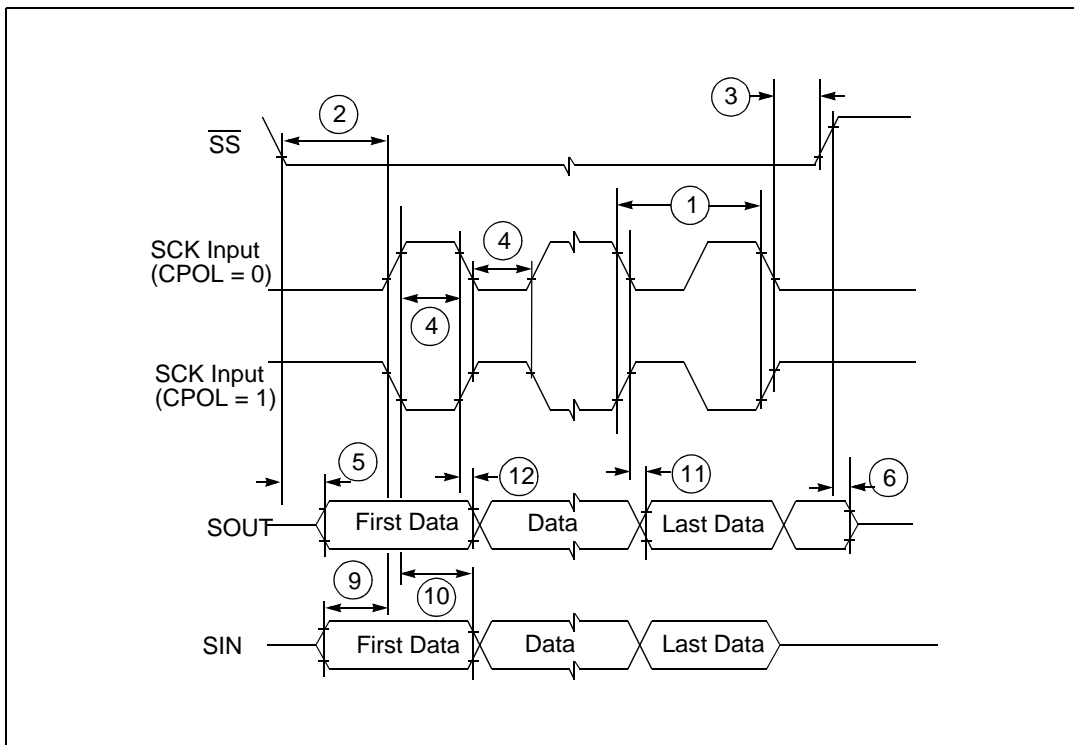 3
2
SS
1
SCK Input
(CPOL = 0)
4
4
SCK Input
(CPOL = 1)
5
12
11
6
SOUT
First Data
Data
Last Data
9
10
SIN
First Data
Data
Last Data